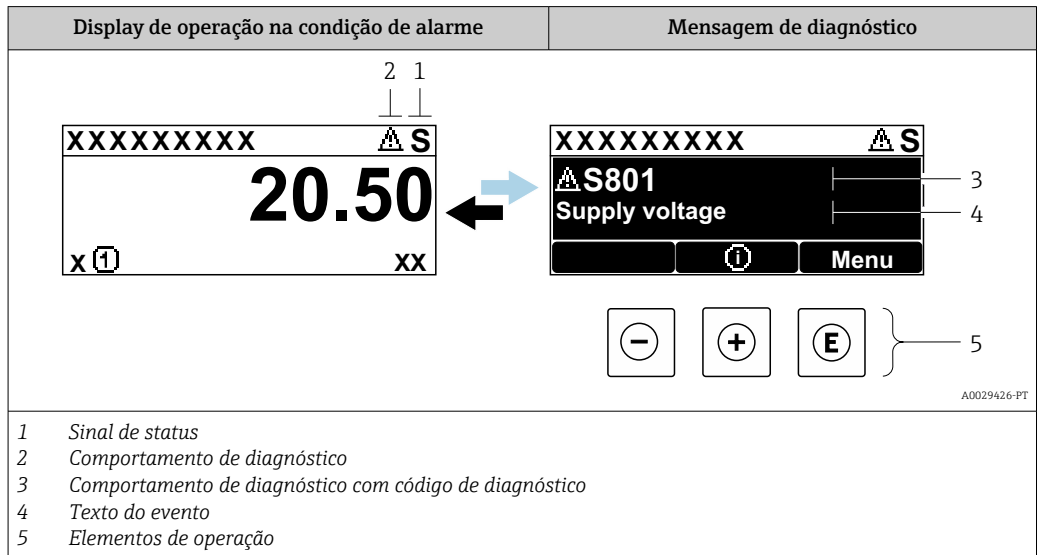 Display de operação na condição de alarme
Mensagem de diagnóstico
2 1
XXXXXXXXX S
20.50
x 1 XX
XXXXXXXXX S
S801
3
Supply voltage
4
i Menu
- + E
5
A0029426-PT
1 Sinal de status
2 Comportamento de diagnóstico
3 Comportamento de diagnóstico com código de diagnóstico
4 Texto do evento
5 Elementos de operação